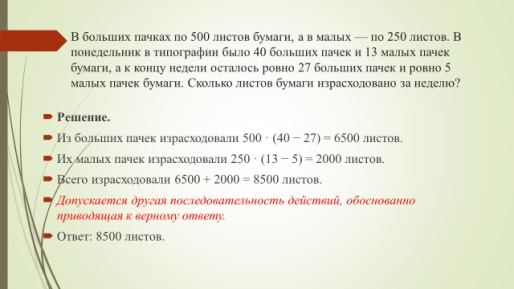 В больших пачках по 500 листов бумаги, а в малых — по 250 листов. В
понедельник в типографии было 40 больших пачек и 13 малых пачек
бумаги, а к концу недели осталось ровно 27 больших пачек и ровно 5
малых пачек бумаги. Сколько листов бумаги израсходовано за неделю?
Решение.
Из больших пачек израсходовали 500 · (40 − 27) = 6500 листов.
Их малых пачек израсходовали 250 · (13 − 5) = 2000 листов.
Всего израсходовали 6500 + 2000 = 8500 листов.
Допускается другая последовательность действий, обоснованно
приводящая к верному ответу.
Ответ: 8500 листов.